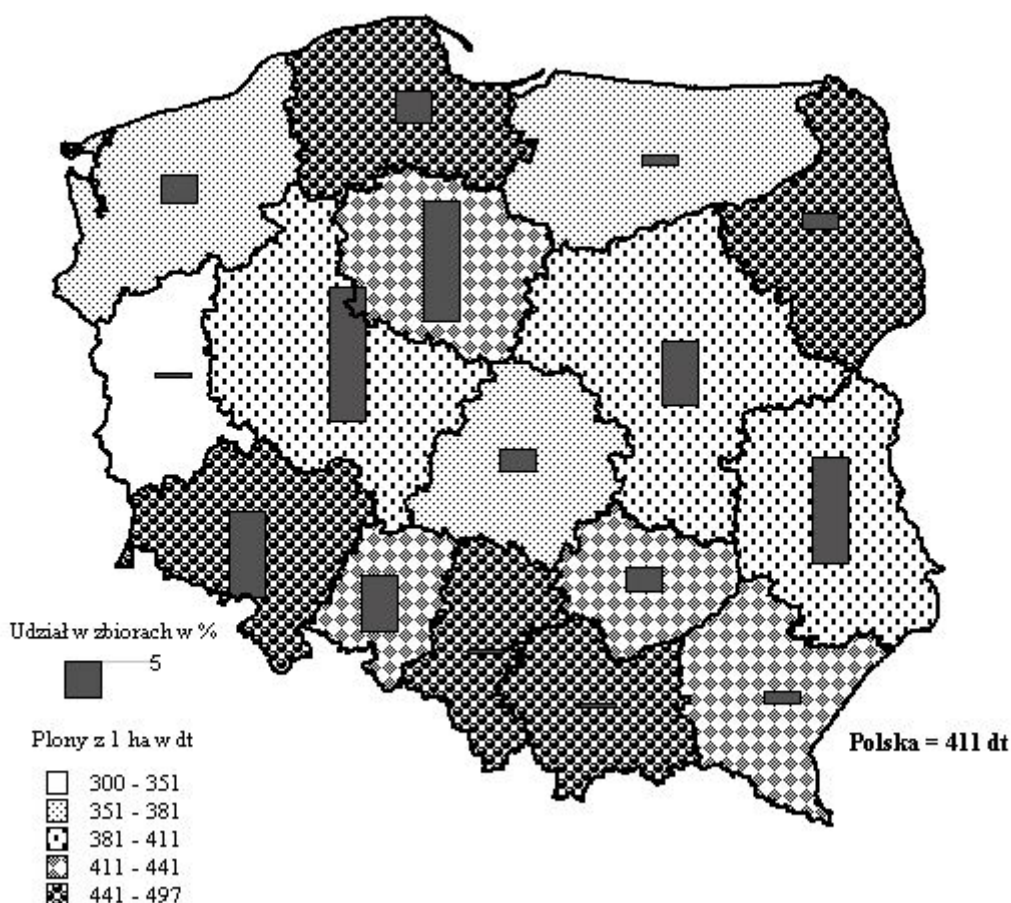 Udział w zbiorach w %
5
Plony z 1 ha w dt
300 - 351
351 - 381
381 - 411
411 - 441
441 - 497
Polska = 411 dt